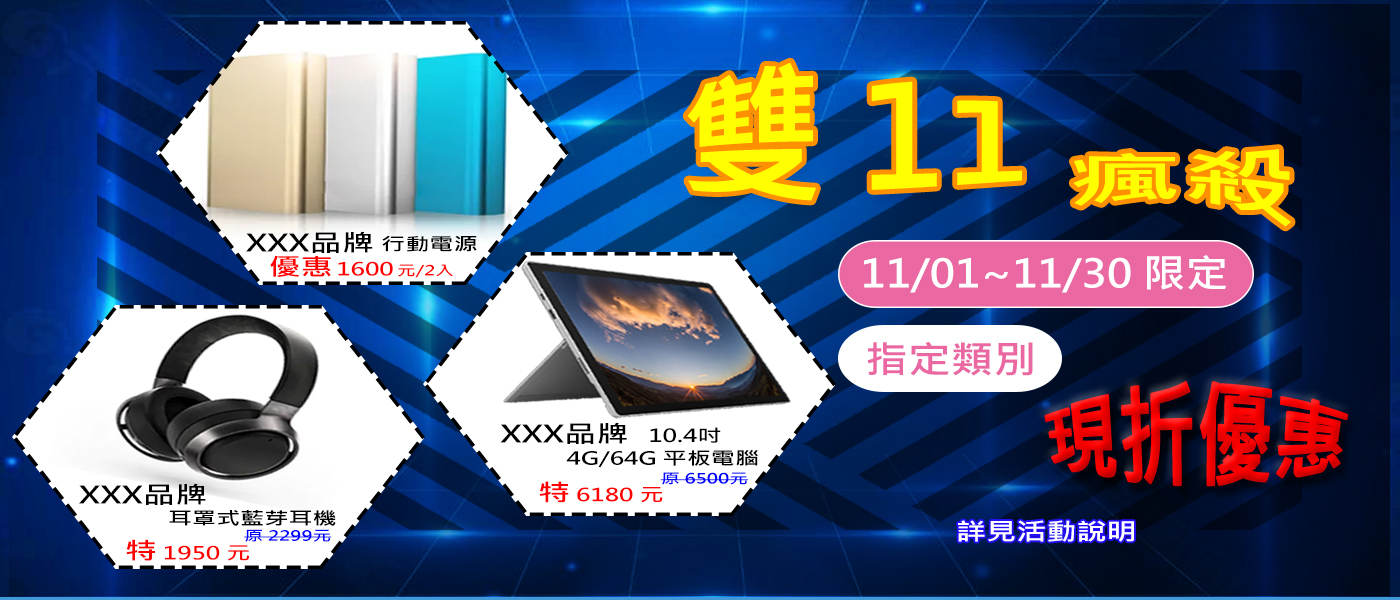 雙 11 瘋殺
11/01~11/30 限定
指定類別
現折優惠
詳見活動說明
XXX品牌 行動電源
優惠 1600 元/2入
XXX品牌 10.4吋
4G/64G 平板電腦
原 6500元
特 6180 元
XXX品牌
耳罩式藍芽耳機
原 2299元
特 1950 元